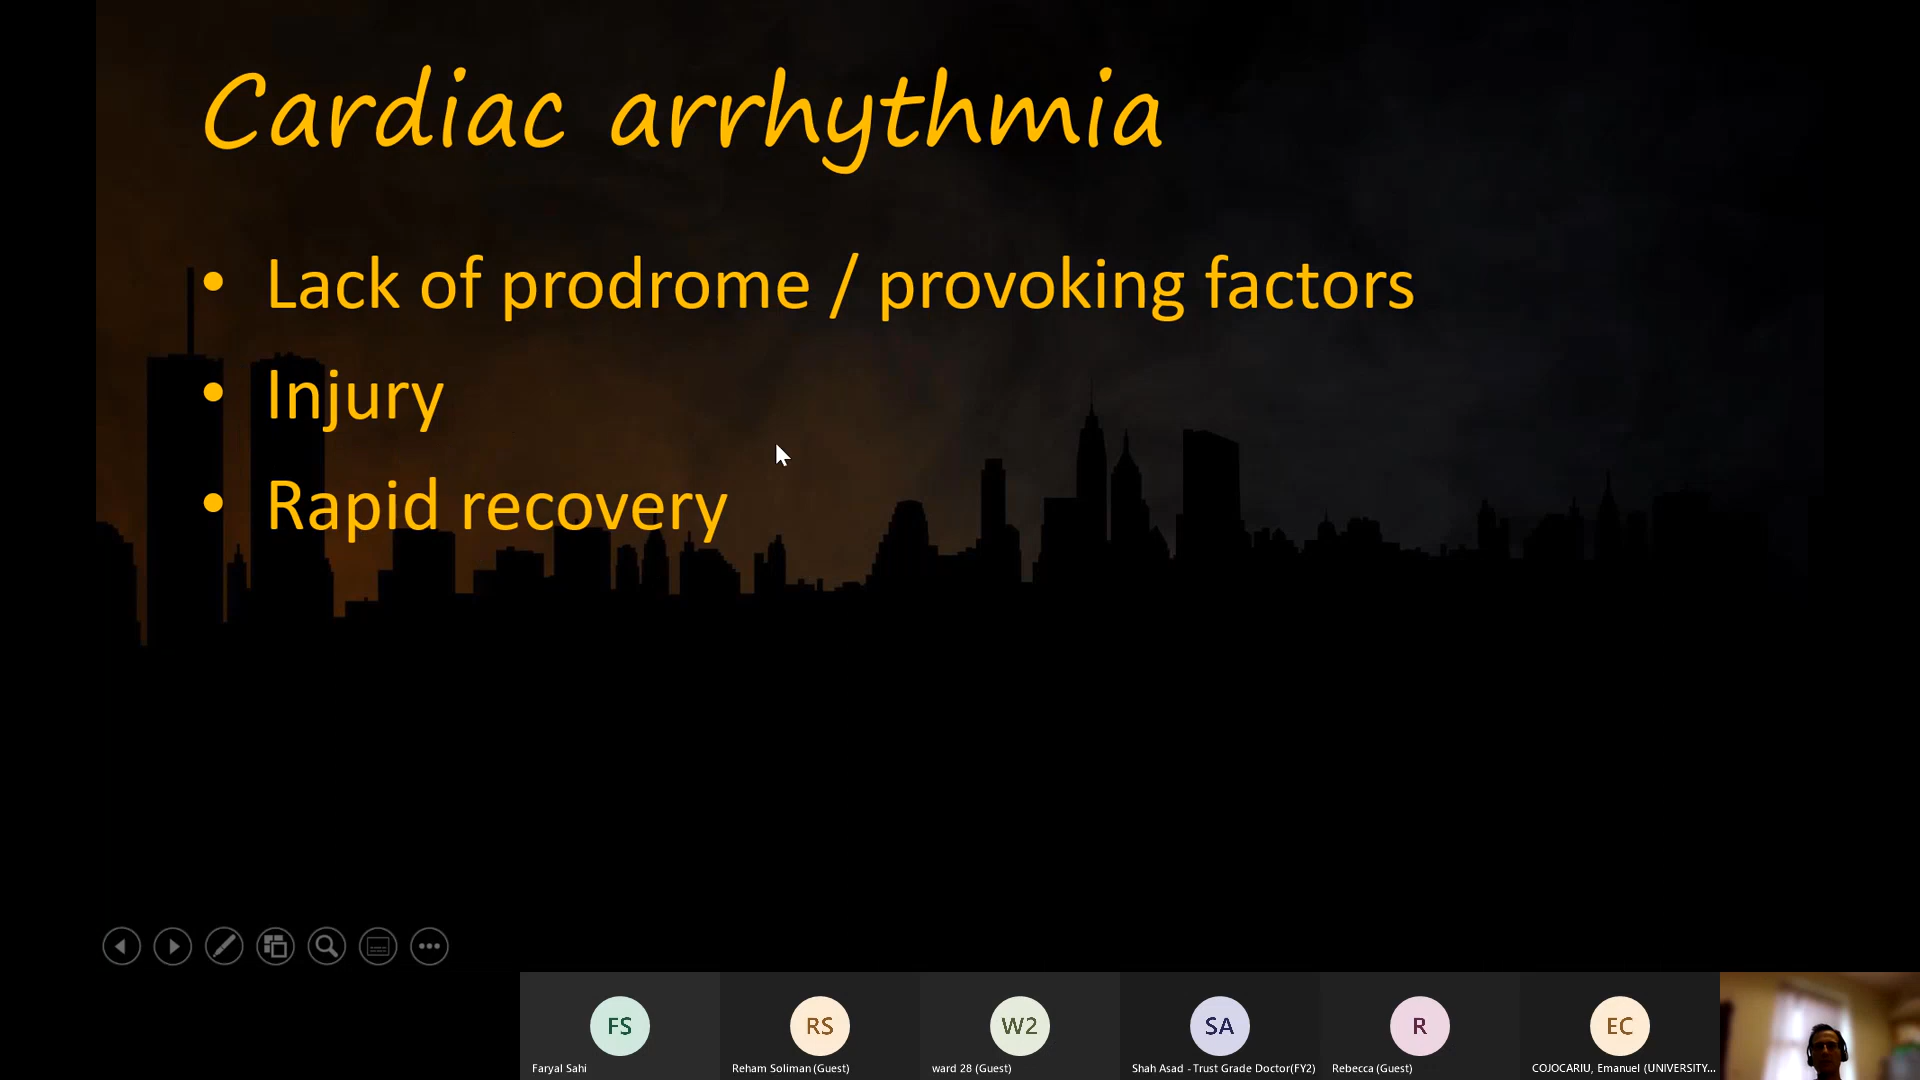 Cardiac arrhythmia
• Lack of prodrome / provoking factors
• Injury
• Rapid recovery
FS
RS
W2
SA
R
EC
Faryal Sahi
Reham Soliman (Guest)
ward 28 (Guest)
Shah Asad - Trust Grade Doctor(FY2)
Rebecca (Guest)
COJOCARIU, Emanuel (UNIVERSITY...